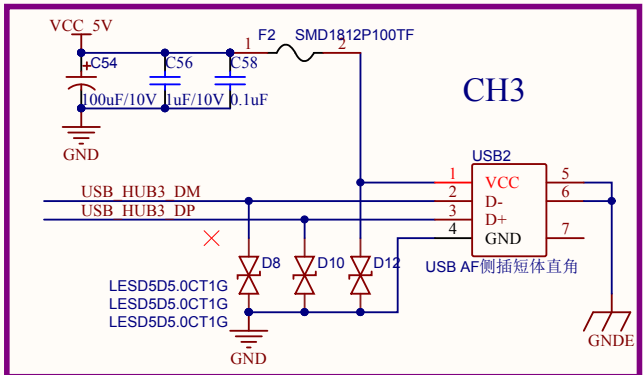 VCC_5V
F2 SMD1812P100TF
1 2
C54 C56 C58
100uF/10V 1uF/10V 0.1uF
GND
CH3
USB2
1 VCC 5
USB_HUB3_DM 2 D- 6
USB_HUB3_DP 3 D+
4 GND 7
D8 D10 D12
USB AF侧插短体直角
LESD5D5.0CT1G
LESD5D5.0CT1G
LESD5D5.0CT1G
GND
GNDE